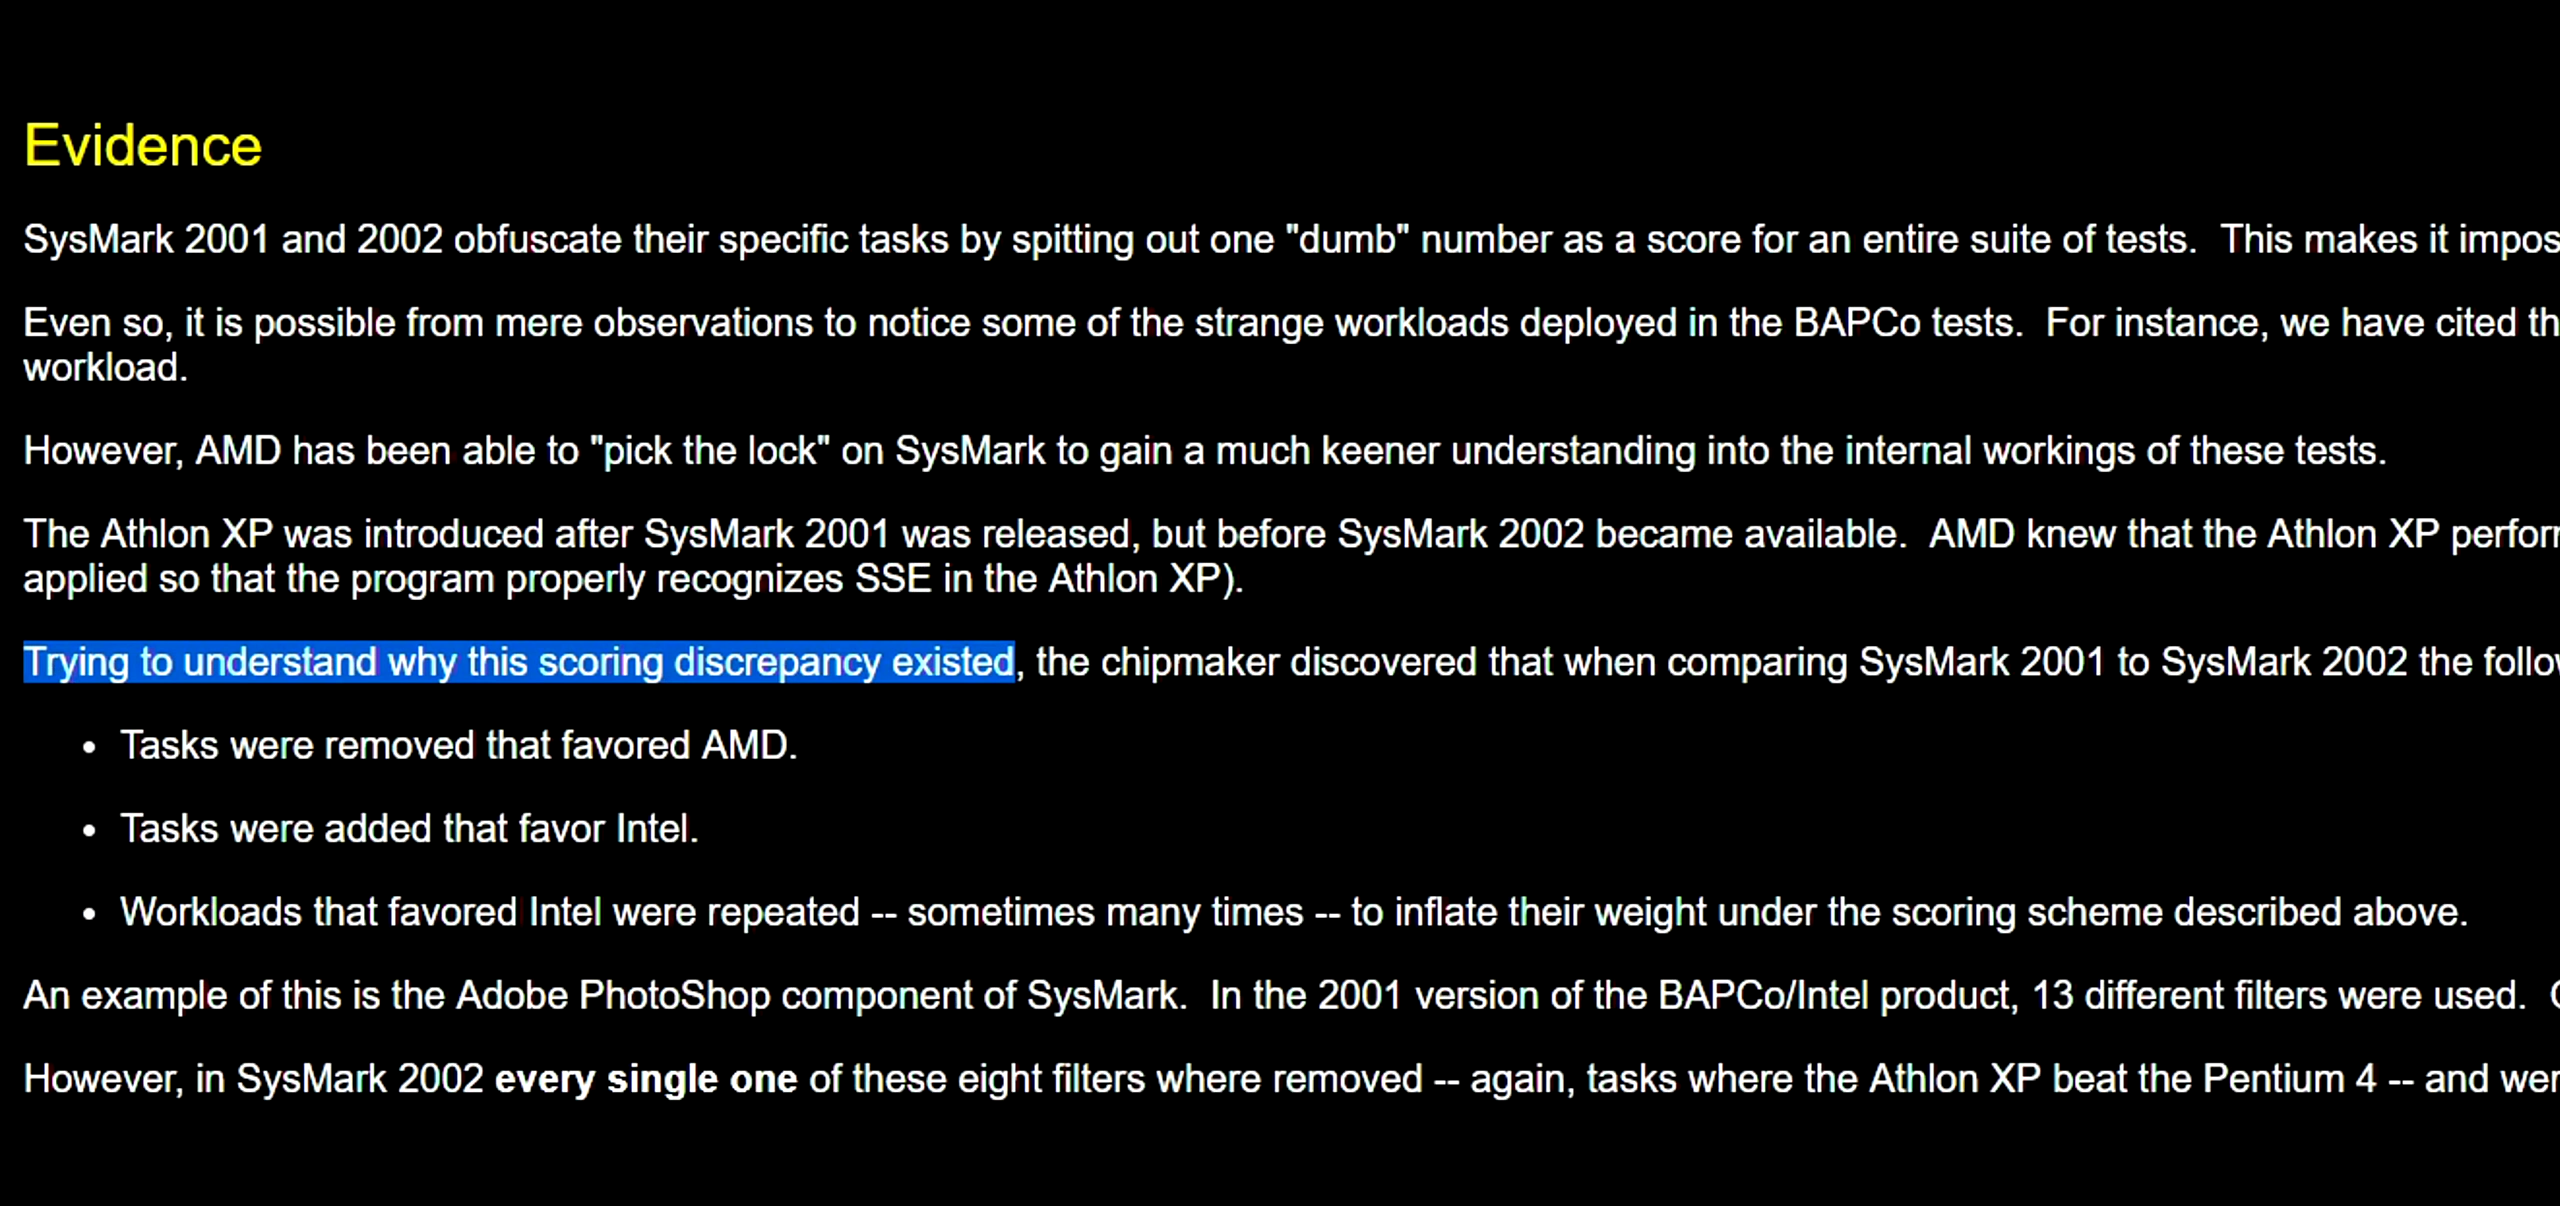 Evidence
SysMark 2001 and 2002 obfuscate their specific tasks by spitting out one "dumb" number as a score for an entire suite of tests.  This makes it impos
Even so, it is possible from mere observations to notice some of the strange workloads deployed in the BAPCo tests.  For instance, we have cited th
workload.
However, AMD has been able to "pick the lock" on SysMark to gain a much keener understanding into the internal workings of these tests.
The Athlon XP was introduced after SysMark 2001 was released, but before SysMark 2002 became available.  AMD knew that the Athlon XP perfor
applied so that the program properly recognizes SSE in the Athlon XP).
Trying to understand why this scoring discrepancy existed, the chipmaker discovered that when comparing SysMark 2001 to SysMark 2002 the follo
• Tasks were removed that favored AMD.
• Tasks were added that favor Intel.
• Workloads that favored Intel were repeated -- sometimes many times -- to inflate their weight under the scoring scheme described above.
An example of this is the Adobe PhotoShop component of SysMark.  In the 2001 version of the BAPCo/Intel product, 13 different filters were used.
However, in SysMark 2002 every single one of these eight filters where removed -- again, tasks where the Athlon XP beat the Pentium 4 -- and wer